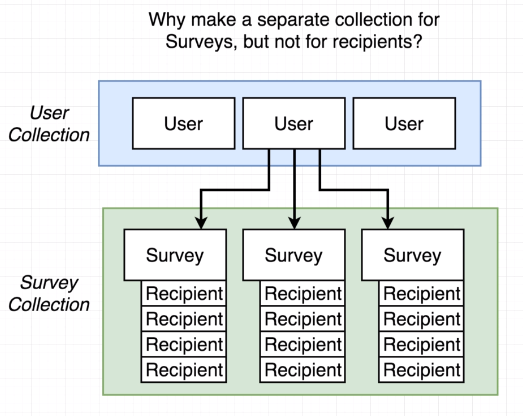 Why make a separate collection for
Surveys, but not for recipients?
User
Collection
User
User
User
Survey
Collection
Survey
Survey
Survey
Recipient
Recipient
Recipient
Recipient
Recipient
Recipient
Recipient
Recipient
Recipient
Recipient
Recipient
Recipient